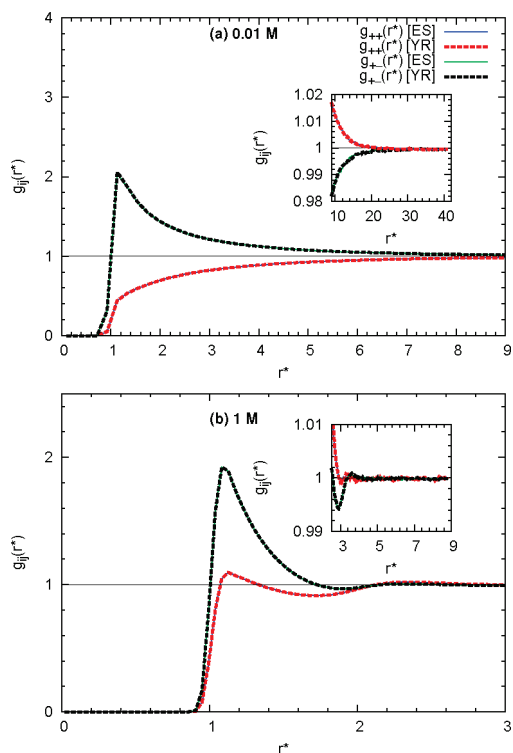 (a) 0.01 M
g++(r*) [ES]
g++(r*) [YR]
g+−(r*) [ES]
g+−(r*) [YR]
gij(r*)
4
3
2
1
0
0 1 2 3 4 5 6 7 8 9
r*
gij(r*)
1.02
1.01
1
0.99
0.98
10 20 30 40
r*
(b) 1 M
gij(r*)
2
1
0
0 1 2 3
r*
gij(r*)
1.01
1
0.99
3 5 7 9
r*